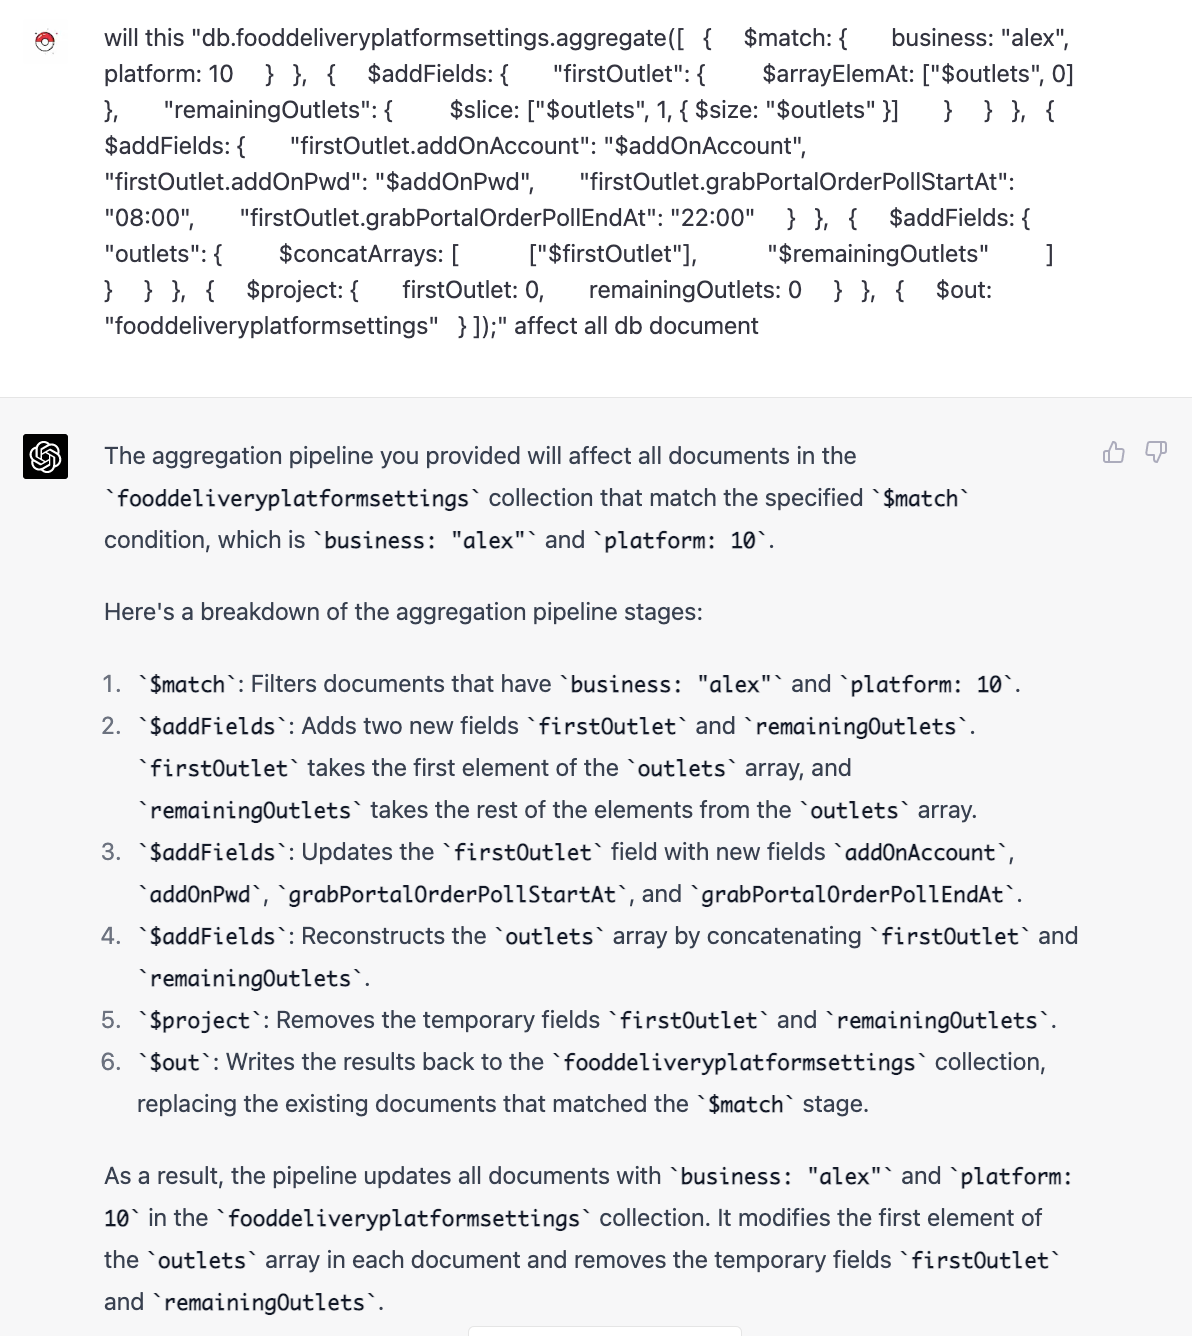 will this "db.fooddeliveryplatformsettings.aggregate([ { $match: { business: "alex",
platform: 10 } }, { $addFields: { "firstOutlet": { $arrayElemAt: ["$outlets", 0]
}, "remainingOutlets": { $slice: ["$outlets", 1, { $size: "$outlets" }] } } }, {
$addFields: { "firstOutlet.addOnAccount": "$addOnAccount",
"firstOutlet.addOnPwd": "$addOnPwd", "firstOutlet.grabPortalOrderPollStartAt":
"08:00", "firstOutlet.grabPortalOrderPollEndAt": "22:00" } }, { $addFields: {
"outlets": { $concatArrays: [ ["$firstOutlet"], "$remainingOutlets" ]
} } }, { $project: { firstOutlet: 0, remainingOutlets: 0 } }, { $out:
"fooddeliveryplatformsettings" } ]);" affect all db document
The aggregation pipeline you provided will affect all documents in the
`fooddeliveryplatformsettings` collection that match the specified `$match`
condition, which is `business: "alex"` and `platform: 10`.
Here's a breakdown of the aggregation pipeline stages:
1. `$match`: Filters documents that have `business: "alex"` and `platform: 10`.
2. `$addFields`: Adds two new fields `firstOutlet` and `remainingOutlets`.
`firstOutlet` takes the first element of the `outlets` array, and
`remainingOutlets` takes the rest of the elements from the `outlets` array.
3. `$addFields`: Updates the `firstOutlet` field with new fields `addOnAccount`,
`addOnPwd`, `grabPortalOrderPollStartAt`, and `grabPortalOrderPollEndAt`.
4. `$addFields`: Reconstructs the `outlets` array by concatenating `firstOutlet` and
`remainingOutlets`.
5. `$project`: Removes the temporary fields `firstOutlet` and `remainingOutlets`.
6. `$out`: Writes the results back to the `fooddeliveryplatformsettings` collection,
replacing the existing documents that matched the `$match` stage.
As a result, the pipeline updates all documents with `business: "alex"` and `platform:
10` in the `fooddeliveryplatformsettings` collection. It modifies the first element of
the `outlets` array in each document and removes the temporary fields `firstOutlet`
and `remainingOutlets`.